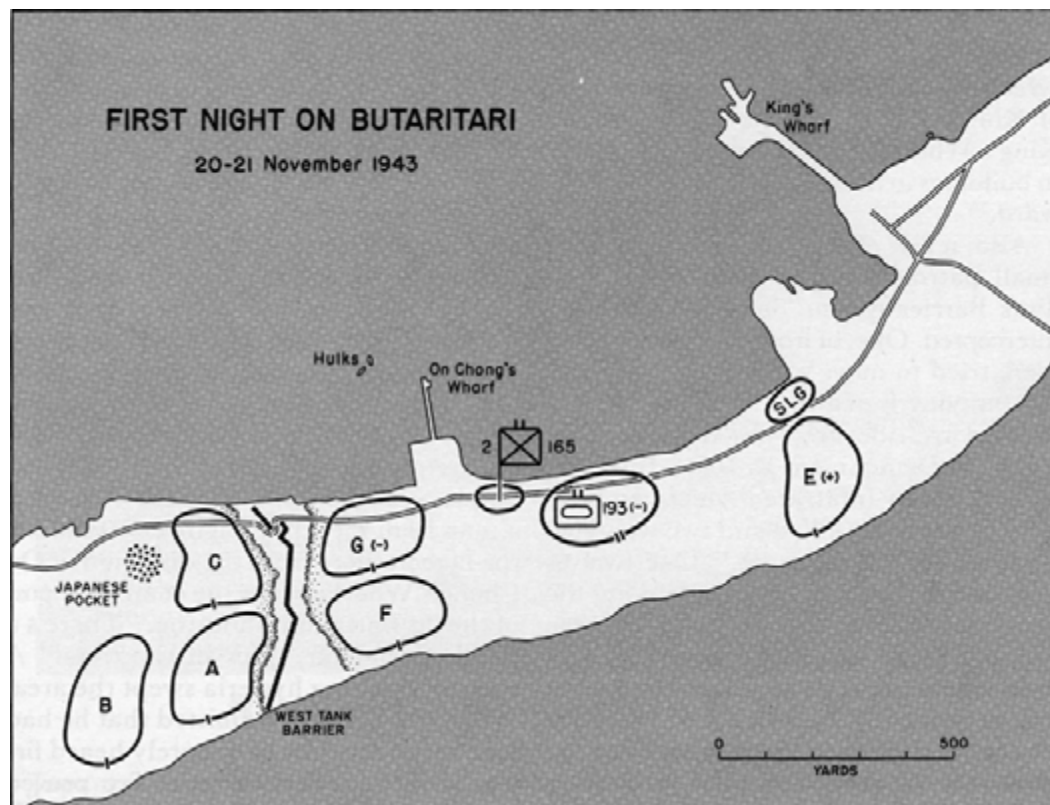 FIRST NIGHT ON BUTARITARI
20-21 November 1943
King's
Wharf
Hulks
On Chong's
Wharf
2
165
SLG
E (+)
193 (-)
G (-)
C
JAPANESE
POCKET
F
A
B
WEST TANK
BARRIER
0
500
YARDS